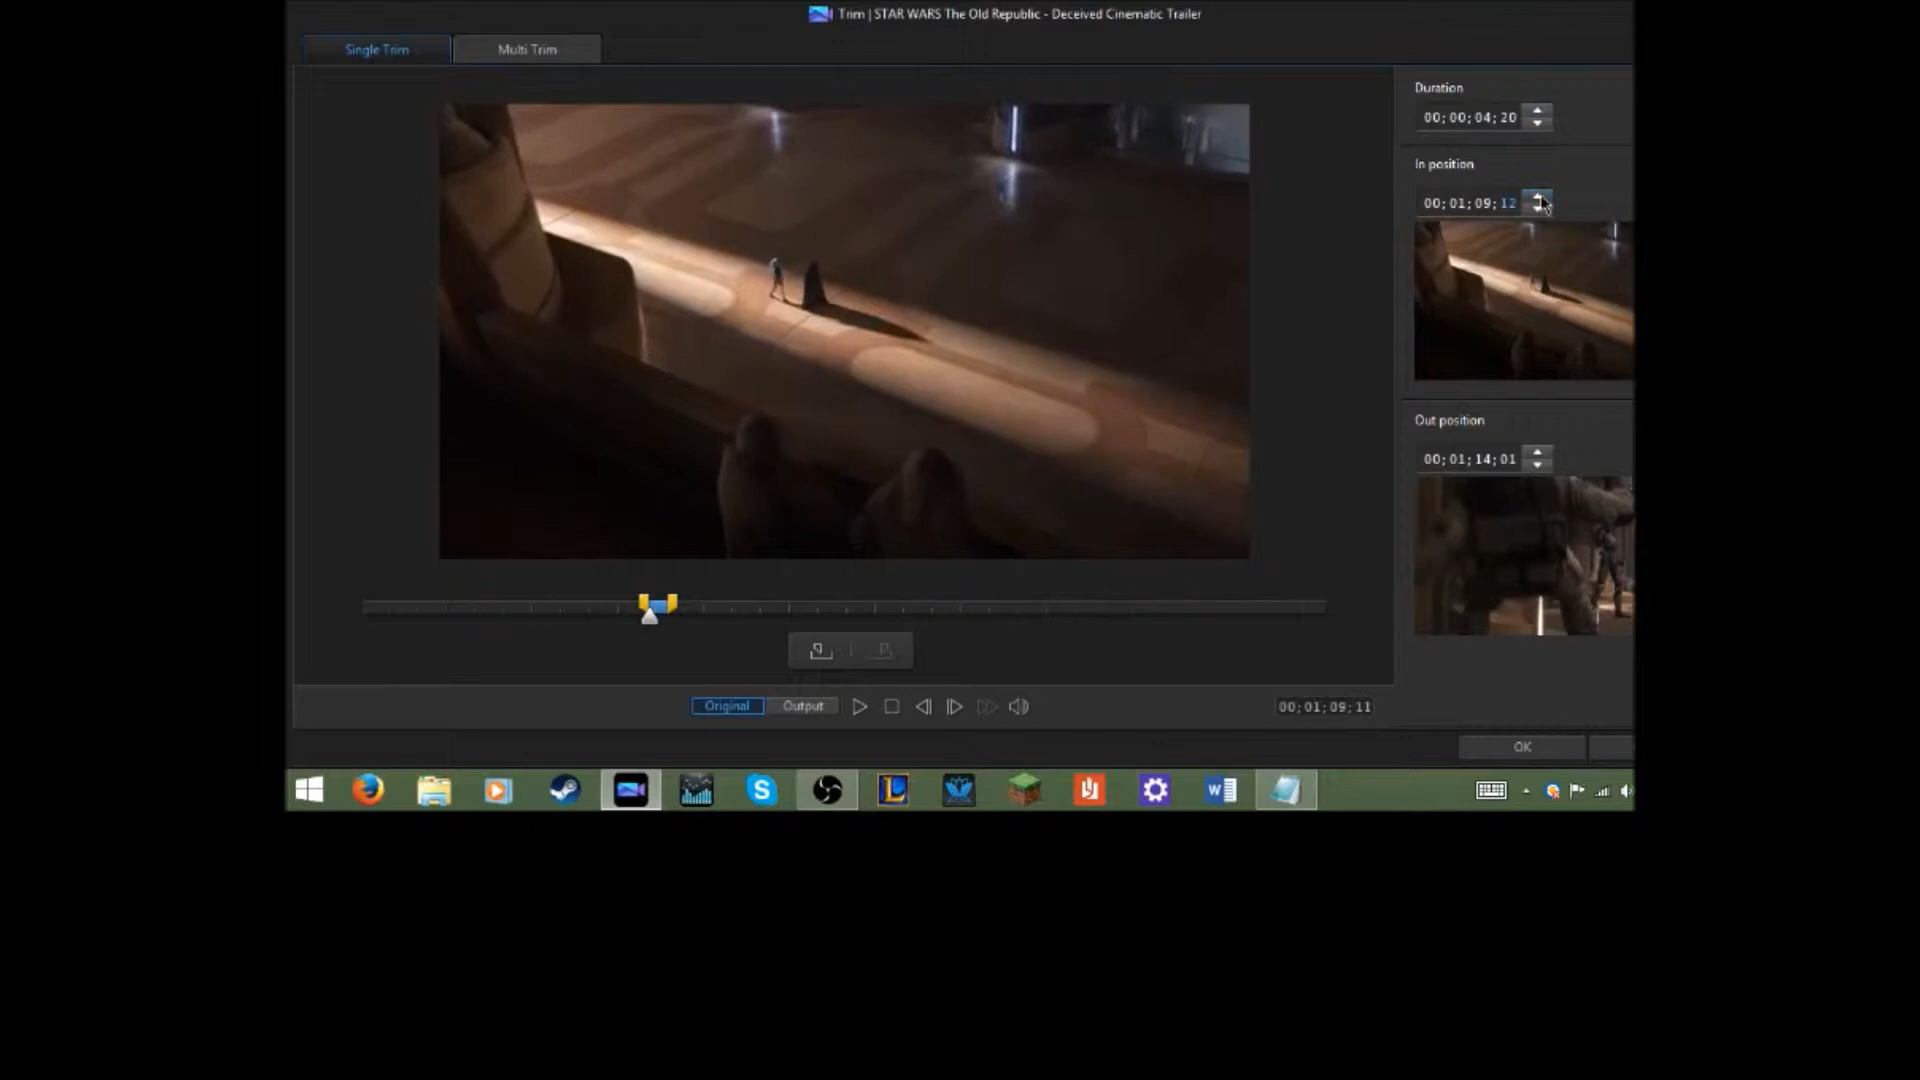 Trim | STAR WARS The Old Republic - Deceived Cinematic Trailer
Single Trim
Multi Trim
Duration
00; 00; 04; 20
In position
00; 01; 09; 12
Out position
00; 01; 14; 01
Original
Output
00; 01; 09; 11
OK